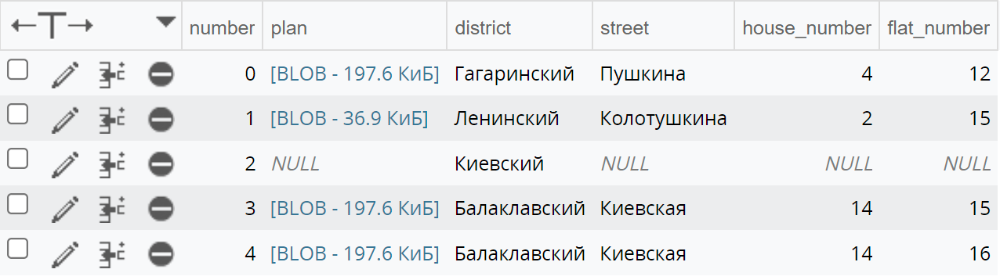 number plan district street house_number flat_number
0 [BLOB - 197.6 КиБ] Гагаринский Пушкина 4 12
1 [BLOB - 36.9 КиБ] Ленинский Колотушкина 2 15
2 NULL Киевский NULL NULL NULL
3 [BLOB - 197.6 КиБ] Балаклавский Киевская 14 15
4 [BLOB - 197.6 КиБ] Балаклавский Киевская 14 16